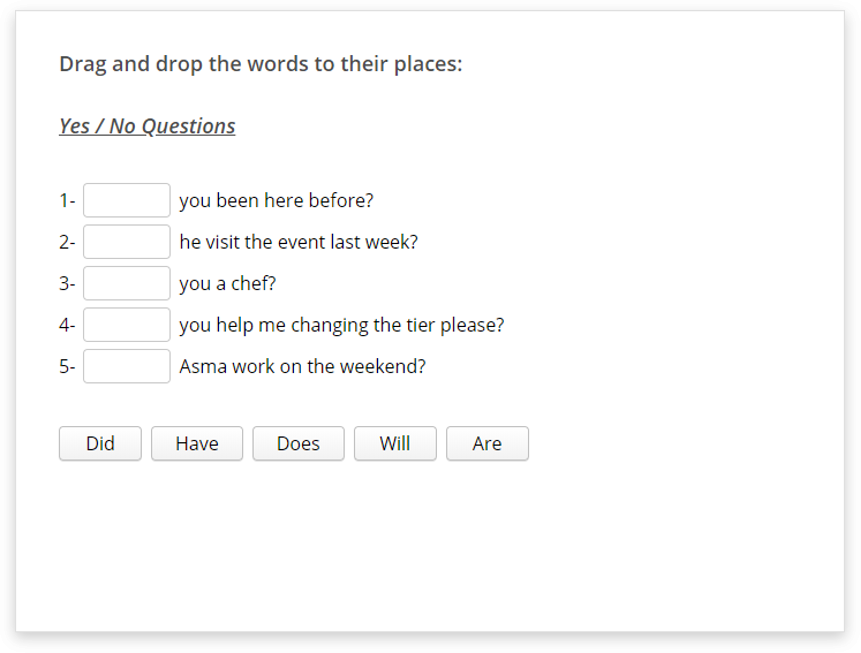 Drag and drop the words to their places:
Yes / No Questions
1- you been here before?
2- he visit the event last week?
3- you a chef?
4- you help me changing the tier please?
5- Asma work on the weekend?
Did Have Does Will Are